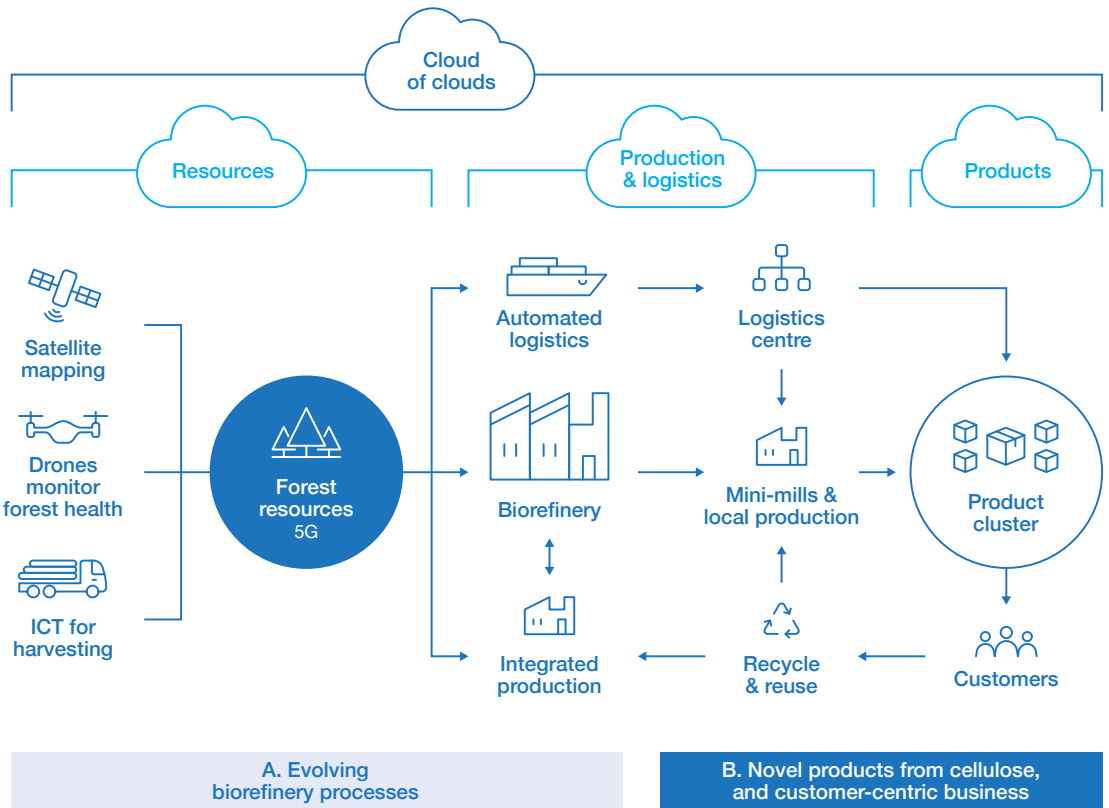 Cloud
of clouds
Resources
Production
& logistics
Products
Satellite
mapping
Drones
monitor
forest health
ICT for
harvesting
Forest
resources
5G
Automated
logistics
Biorefinery
Integrated
production
Logistics
centre
Mini-mills &
local production
Recycle
& reuse
Product
cluster
Customers
A. Evolving
biorefinery processes
B. Novel products from cellulose,
and customer-centric business